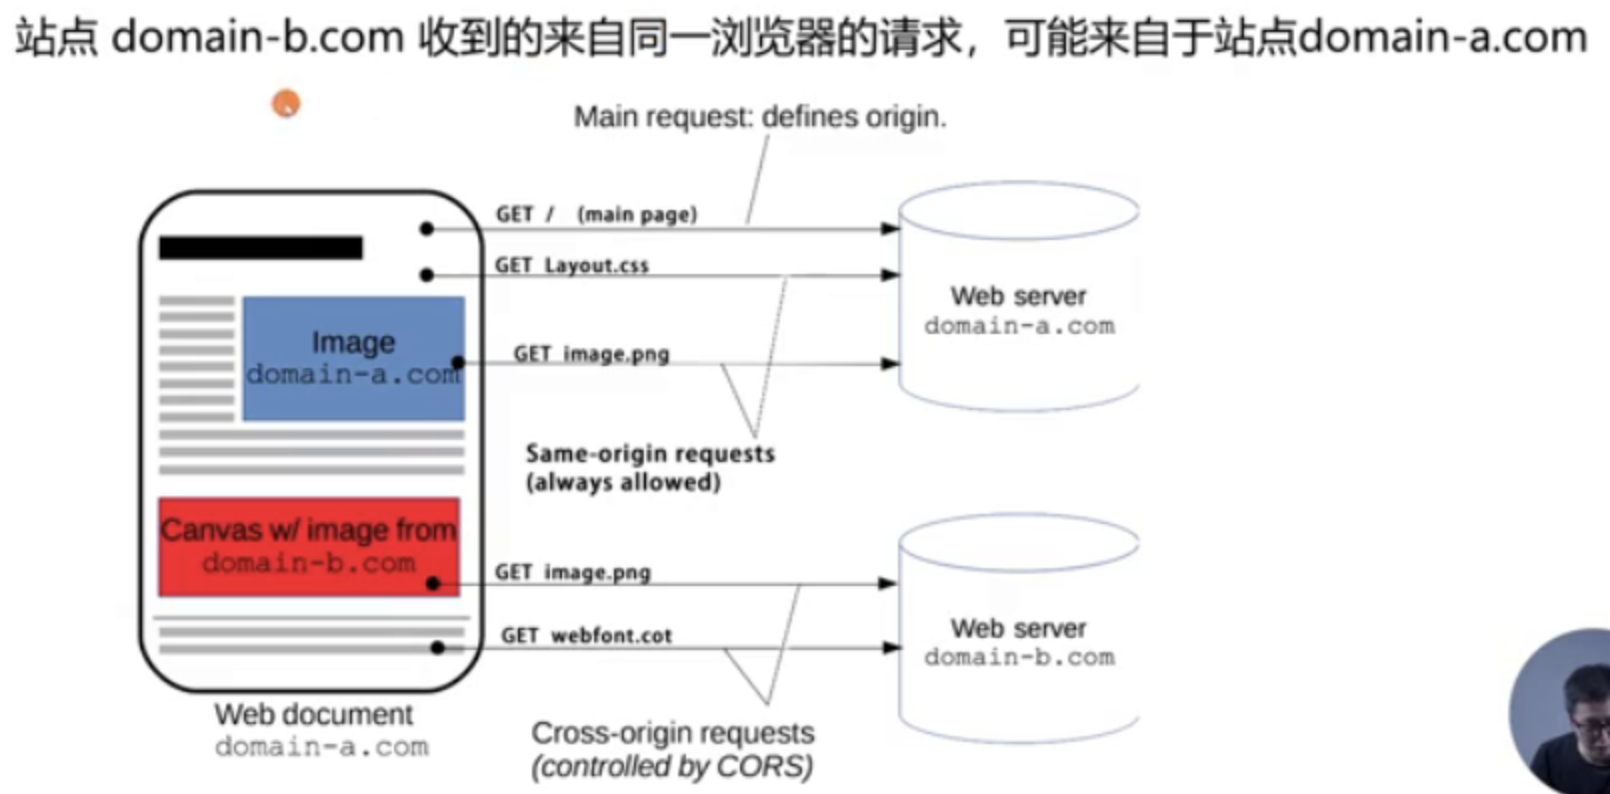 站点 domain-b.com 收到的来自同一浏览器的请求，可能来自于站点domain-a.com
Main request: defines origin.
GET / (main page)
GET Layout.css
Web server
domain-a.com
Image
domain-a.com
GET image.png
Same-origin requests
(always allowed)
Canvas w/ image from
domain-b.com
GET image.png
GET webfont.cot
Web server
domain-b.com
Web document
domain-a.com
Cross-origin requests
(controlled by CORS)